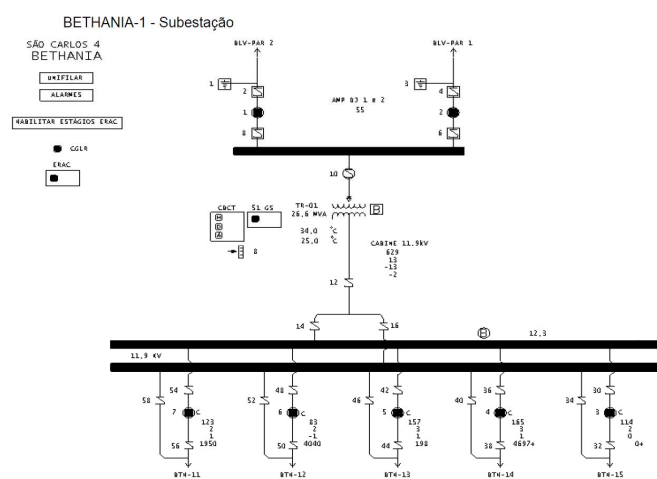 BETHANIA-1 - Subestação
SÃO CARLOS 4
BETHANIA
UNIFILAR
ALARMES
HABILITAR ESTÁGIOS ERAC
CGLR
ERAC
BLV-PAR 2
BLV-PAR 1
1
2
3
4
AMP DJ 1 e 2
55
1
2
8
6
10
TR-01
26,6 MVA
CBCT
51 GS
34,0 °C
25,0 °C
8
CABINE 11.9kV
629
13
-13
-2
12
14
16
12,3
11,9 KV
58
54
7
C
123
2
1
56
1950
BTH-11
52
48
6
C
83
2
-1
50
4040
BTH-12
46
42
5
C
157
3
1
44
198
BTH-13
40
36
4
C
165
3
1
38
4697+
BTH-14
34
30
3
C
114
2
0
32
0+
BTH-15